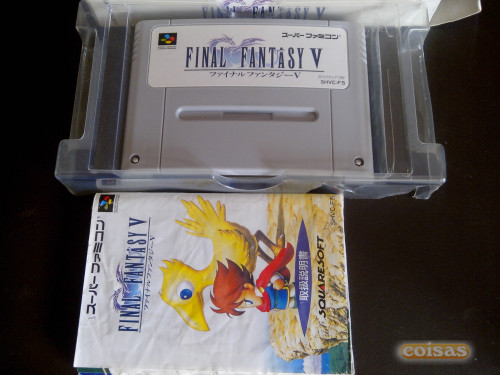 スーパーファミコン
FINAL FANTASY V
ファイナルファンタジーV
SHVC-F5
スーパーファミコン
FINAL FANTASY V
ファイナルファンタジーV
取扱説明書
SQUARESOFT
coisas